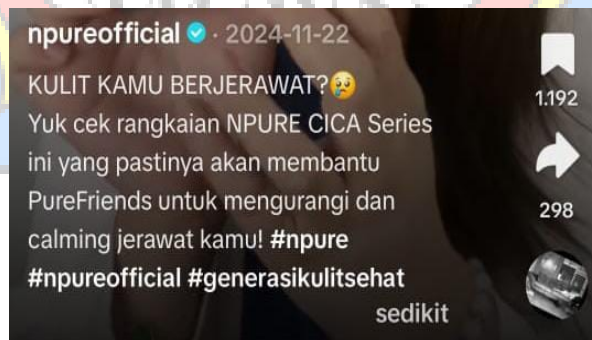 npureofficial · 2024-11-22
KULIT KAMU BERJERAWAT?😢
Yuk cek rangkaian NPURE CICA Series
ini yang pastinya akan membantu
PureFriends untuk mengurangi dan
calming jerawat kamu! #npure
#npureofficial #generasikulitsehat
sedikit
1.192
298